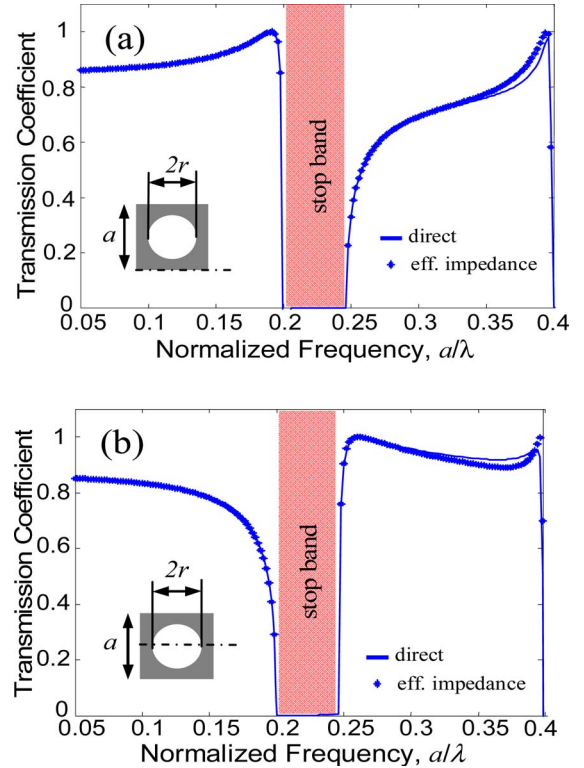 (a)
Transmission Coefficient
1
0.8
0.6
0.4
0.2
0
2r
a
stop band
direct
eff. impedance
0.05 0.1 0.15 0.2 0.25 0.3 0.35 0.4
Normalized Frequency, a/λ
(b)
Transmission Coefficient
1
0.8
0.6
0.4
0.2
0
2r
a
stop band
direct
eff. impedance
0.05 0.1 0.15 0.2 0.25 0.3 0.35 0.4
Normalized Frequency, a/λ